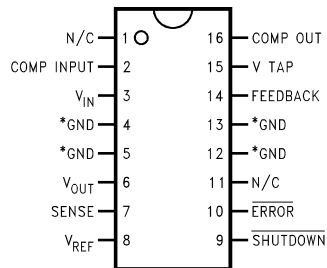 N/C 1 16 COMP OUT
COMP INPUT 2 15 V TAP
VIN 3 14 FEEDBACK
*GND 4 13 *GND
*GND 5 12 *GND
VOUT 6 11 N/C
SENSE 7 10 ERROR
VREF 8 9 SHUTDOWN